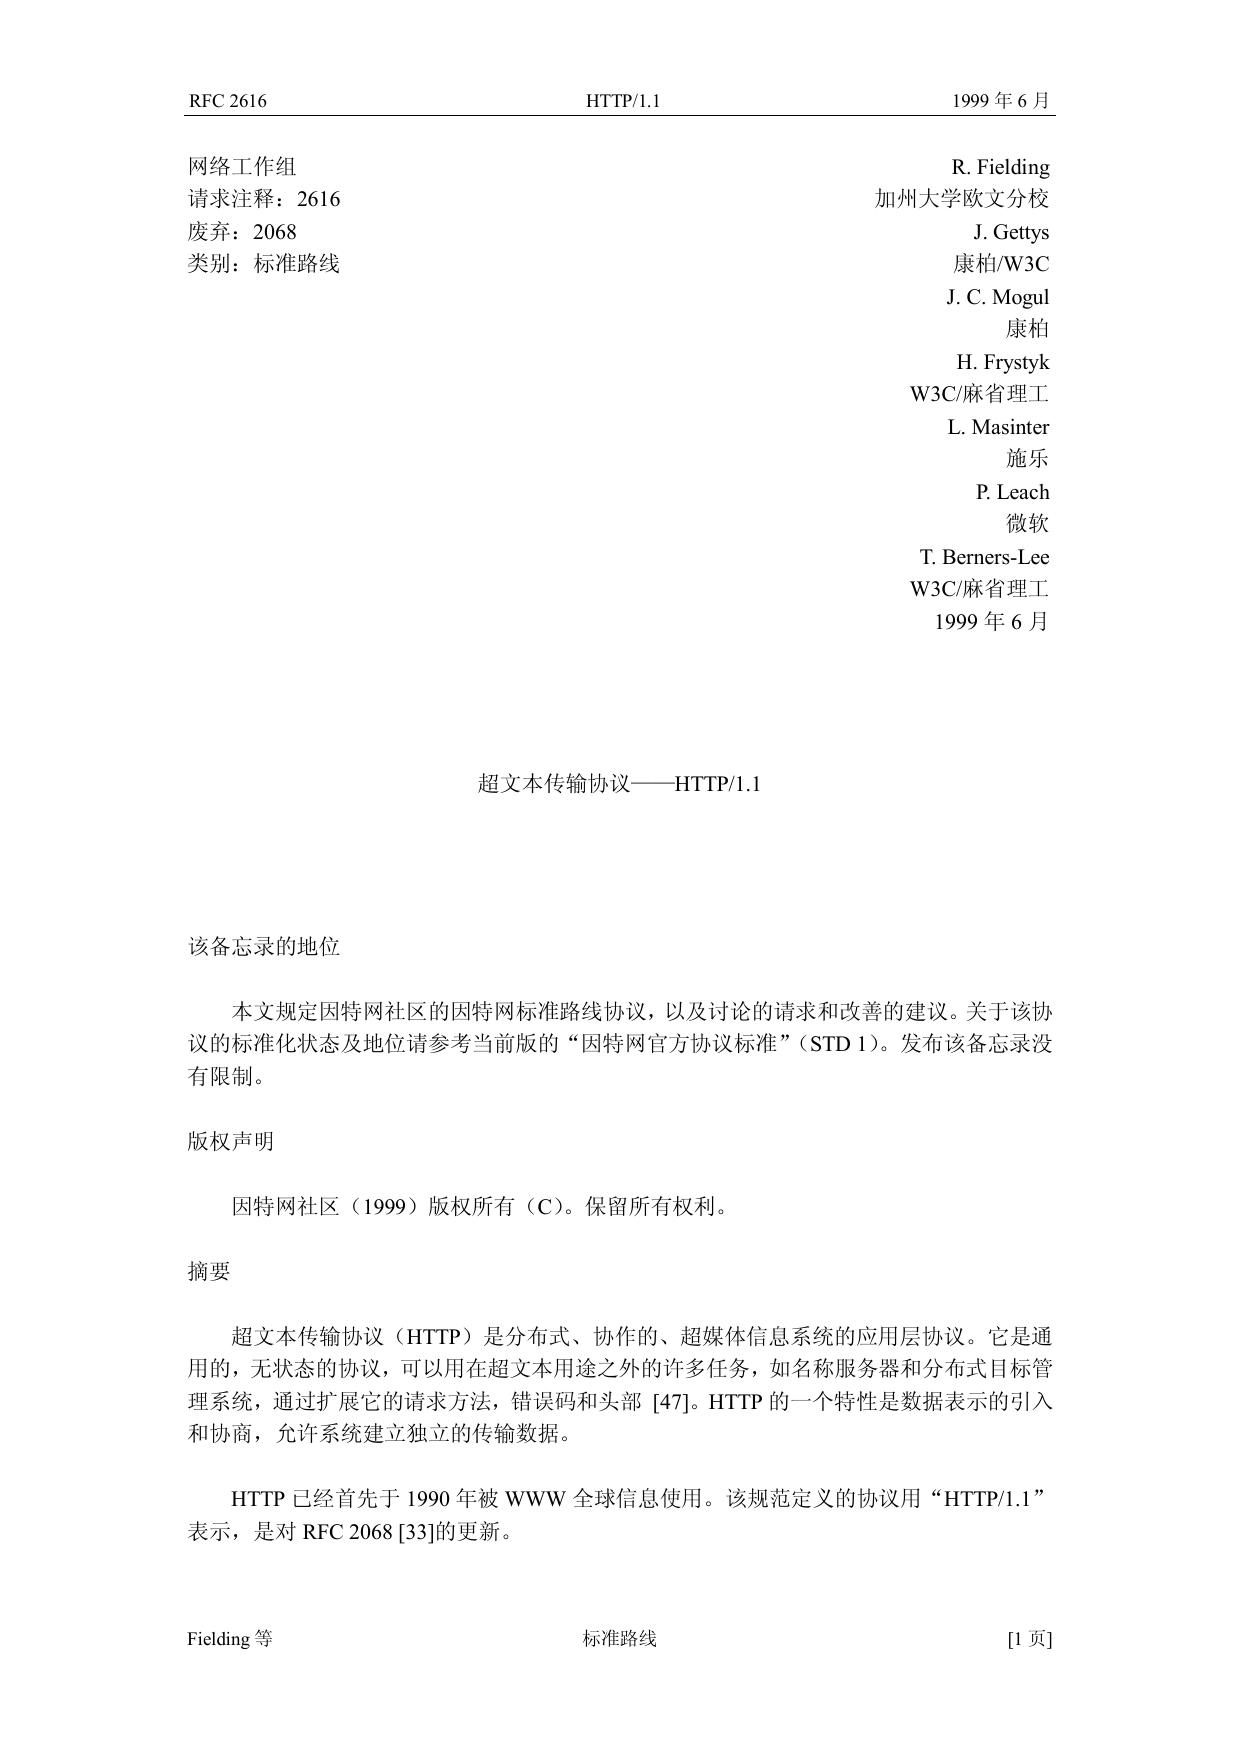 RFC 2616 HTTP/1.1 1999 年 6 月
网络工作组 R. Fielding
请求注释：2616 加州大学欧文分校
废弃：2068 J. Gettys
类别：标准路线 康柏/W3C
J. C. Mogul
康柏
H. Frystyk
W3C/麻省理工
L. Masinter
施乐
P. Leach
微软
T. Berners-Lee
W3C/麻省理工
1999 年 6 月
超文本传输协议——HTTP/1.1
该备忘录的地位
本文规定因特网社区的因特网标准路线协议，以及讨论的请求和改善的建议。关于该协
议的标准化状态及地位请参考当前版的“因特网官方协议标准”（STD 1）。发布该备忘录没
有限制。
版权声明
因特网社区（1999）版权所有（C）。保留所有权利。
摘要
超文本传输协议（HTTP）是分布式、协作的、超媒体信息系统的应用层协议。它是通
用的，无状态的协议，可以用在超文本用途之外的许多任务，如名称服务器和分布式目标管
理系统，通过扩展它的请求方法，错误码和头部 [47]。HTTP 的一个特性是数据表示的引入
和协商，允许系统建立独立的传输数据。
HTTP 已经首先于 1990 年被 WWW 全球信息使用。该规范定义的协议用“HTTP/1.1”
表示，是对 RFC 2068 [33]的更新。
Fielding 等 标准路线 [1 页]